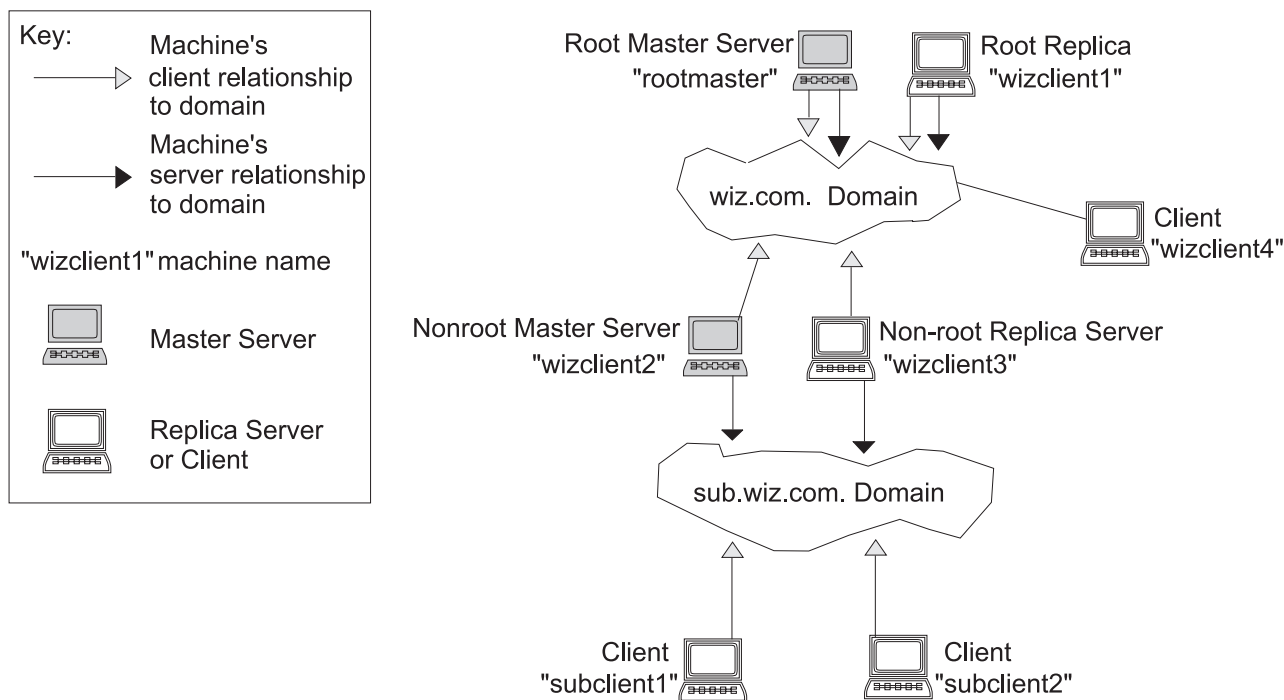 Key:
Machine's
client relationship
to domain
Machine's
server relationship
to domain
"wizclient1" machine name
Master Server
Replica Server
or Client
Root Master Server
"rootmaster"
Root Replica
"wizclient1"
wiz.com. Domain
Client
"wizclient4"
Nonroot Master Server
"wizclient2"
Non-root Replica Server
"wizclient3"
sub.wiz.com. Domain
Client
"subclient1"
Client
"subclient2"